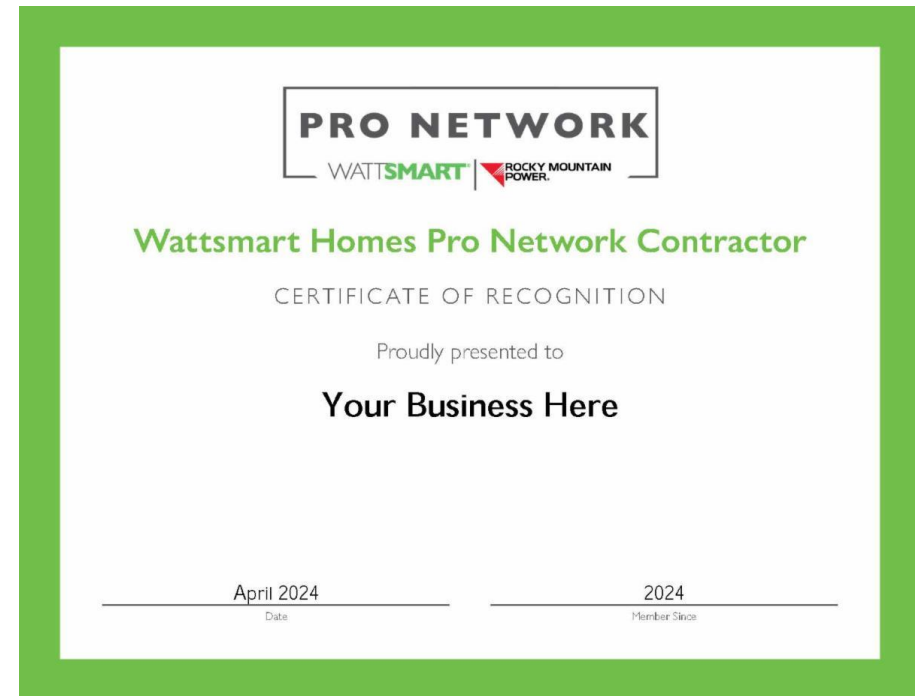 PRO NETWORK
WATTSMART® ROCKY MOUNTAIN
POWER.
Wattsmart Homes Pro Network Contractor
CERTIFICATE OF RECOGNITION
Proudly presented to
Your Business Here
April 2024 2024
Date Member Since